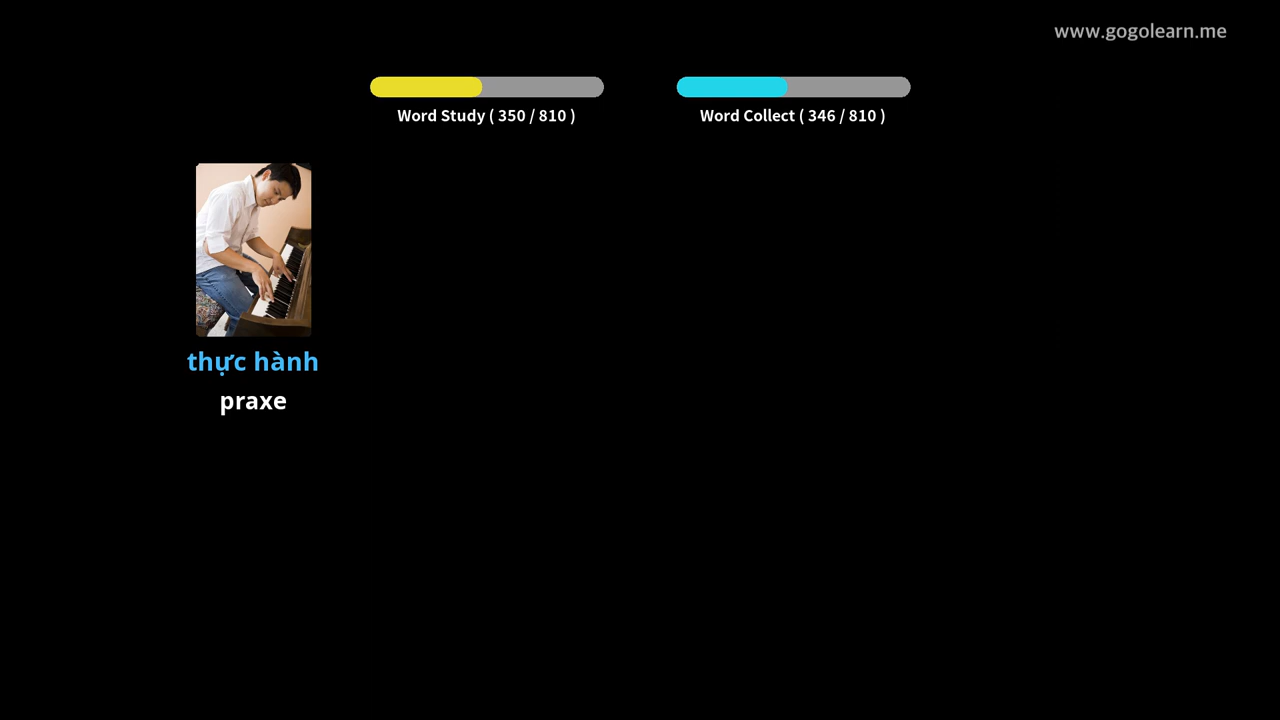 www.gogolearn.me
Word Study ( 350 / 810 )
Word Collect ( 346 / 810 )
thực hành
praxe